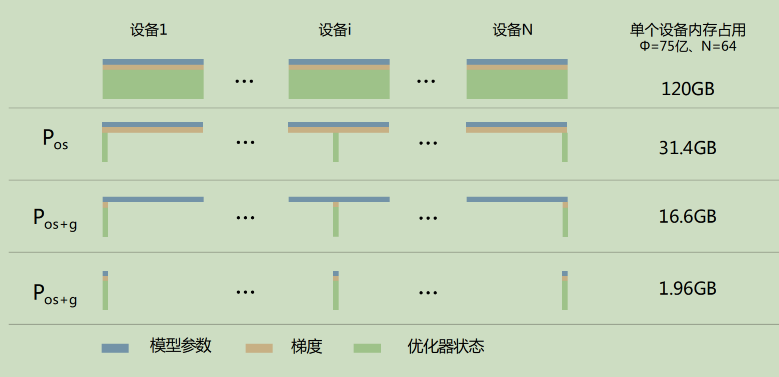 设备1 设备i 设备N 单个设备内存占用
Φ=75亿、N=64
... ... 120GB
Pos ... ... 31.4GB
Pos+g ... ... 16.6GB
Pos+g ... ... 1.96GB
模型参数 梯度 优化器状态